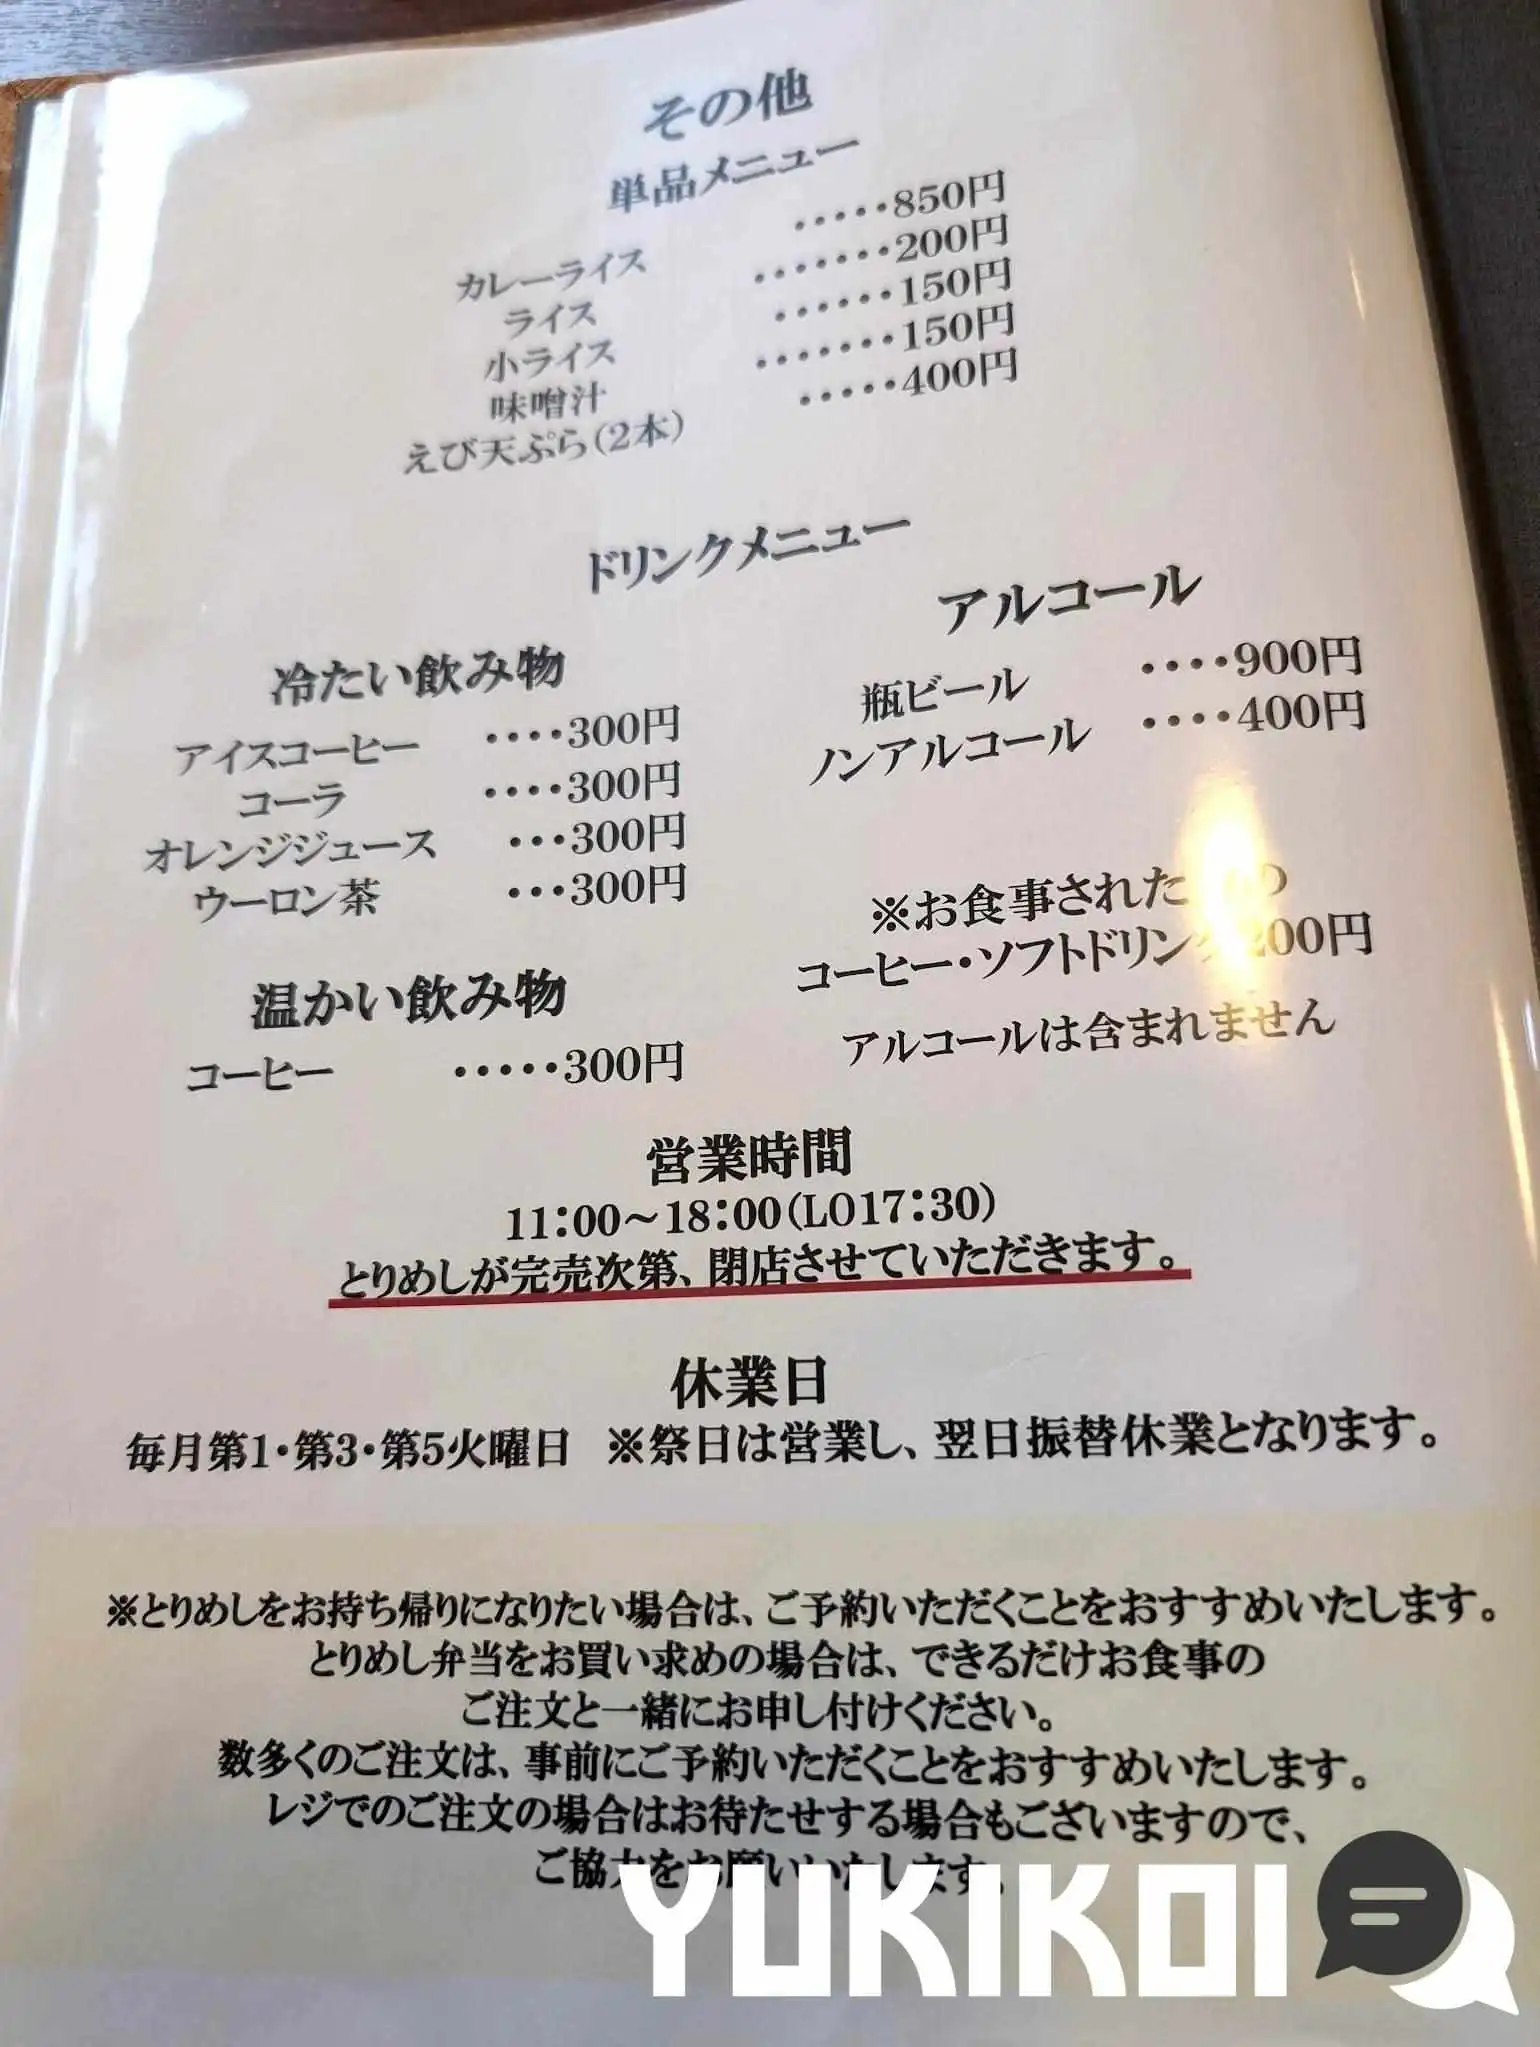 その他
単品メニュー
カレーライス ・・・・・850円
ライス ・・・・・・・200円
小ライス ・・・・・・150円
味噌汁 ・・・・・・・150円
えび天ぷら(2本) ・・・・・400円
ドリンクメニュー
冷たい飲み物
アイスコーヒー ・・・・300円
コーラ ・・・・300円
オレンジジュース ・・・300円
ウーロン茶 ・・・300円
温かい飲み物
コーヒー ・・・・・300円
アルコール
瓶ビール ・・・・900円
ノンアルコール ・・・・400円
※お食事された の
コーヒー・ソフトドリンク200円
アルコールは含まれません
営業時間
11:00～18:00(LO17:30)
とりめしが完売次第、閉店させていただきます。
休業日
毎月第1・第3・第5火曜日 ※祭日は営業し、翌日振替休業となります。
※とりめしをお持ち帰りになりたい場合は、ご予約いただくことをおすすめいたします。
とりめし弁当をお買い求めの場合は、できるだけお食事の
ご注文と一緒にお申し付けください。
数多くのご注文は、事前にご予約いただくことをおすすめいたします。
レジでのご注文の場合はお待たせする場合もございますので、
ご協力をお願いいたします。
YUKIKOI